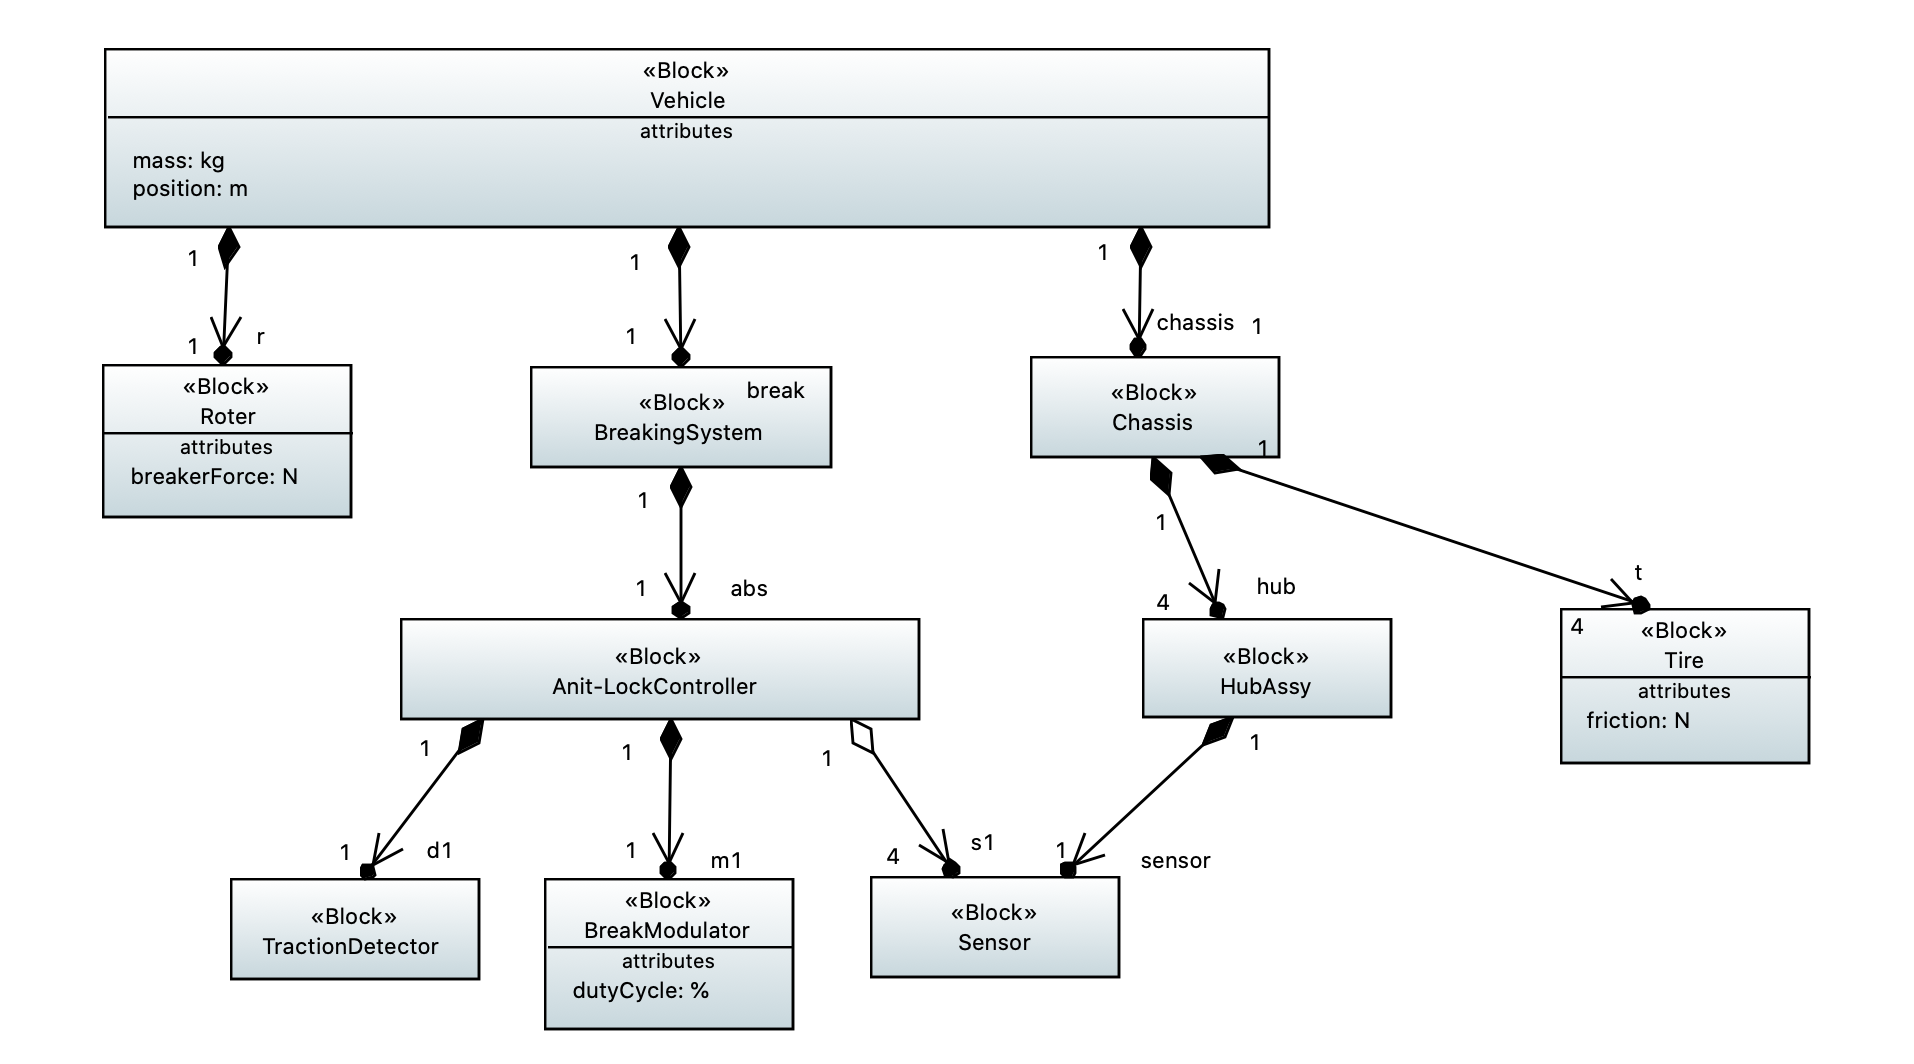 «Block»
Vehicle
attributes
mass: kg
position: m
1
1
1
r
1
1
chassis 1
«Block»
Roter
attributes
breakerForce: N
break
«Block»
BreakingSystem
«Block»
Chassis
1
1
1
1
abs
4
hub
t
«Block»
Anit-LockController
«Block»
HubAssy
4
«Block»
Tire
attributes
friction: N
1
1
1
1
1
d1
1
m1
4
s1
1
sensor
«Block»
TractionDetector
«Block»
BreakModulator
attributes
dutyCycle: %
«Block»
Sensor